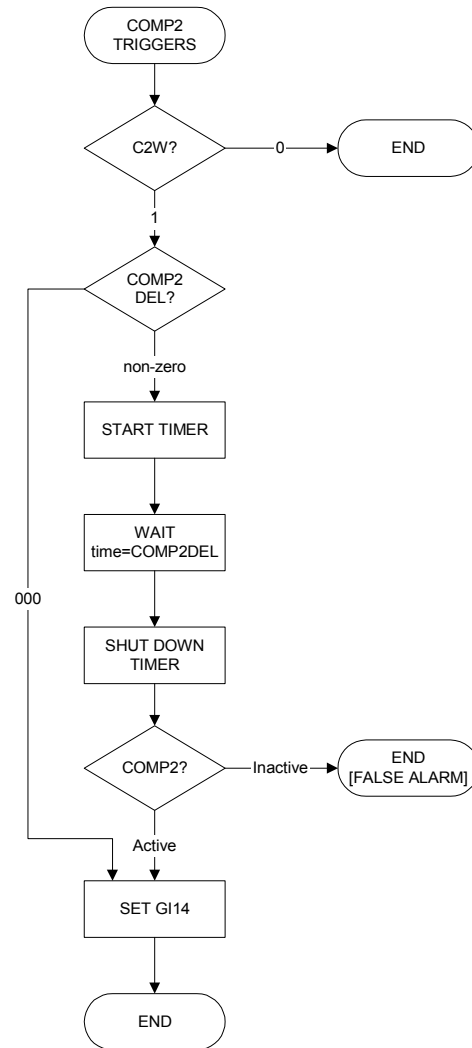 COMP2
TRIGGERS
C2W?
0
END
1
COMP2
DEL?
non-zero
START TIMER
WAIT
time=COMP2DEL
000
SHUT DOWN
TIMER
COMP2?
Inactive
END
[FALSE ALARM]
Active
SET GI14
END